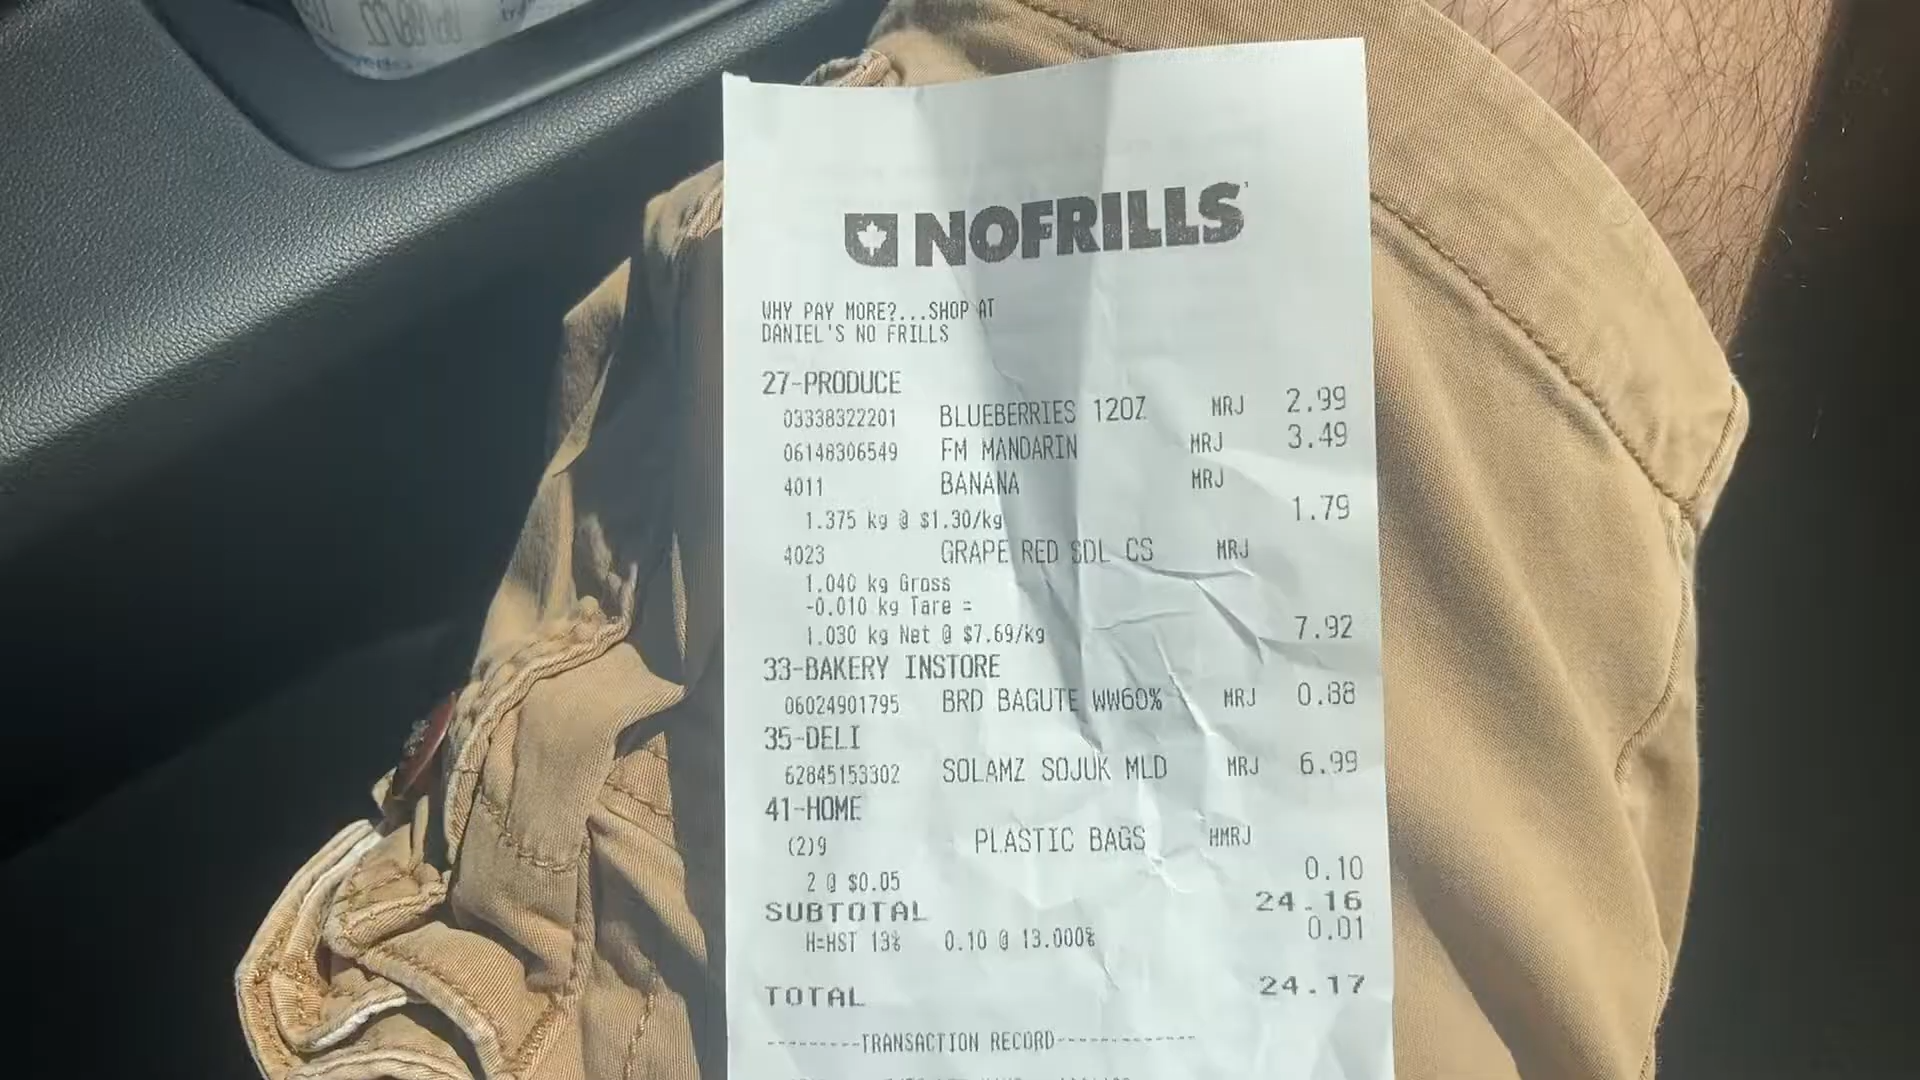 NOFRILLS
WHY PAY MORE?...SHOP AT
DANIEL'S NO FRILLS
27-PRODUCE
03338322201 BLUEBERRIES 12OZ MRJ 2.99
06148306549 FM MANDARIN MRJ 3.49
4011 BANANA MRJ
1.375 kg @ $1.30/kg 1.79
4023 GRAPE RED SDL CS MRJ
1.040 kg Gross
-0.010 kg Tare =
1.030 kg Net @ $7.69/kg 7.92
33-BAKERY INSTORE
06024901795 BRD BAGUTE WW60% MRJ 0.88
35-DELI
62845153302 SOLAMZ SOJUK MLD MRJ 6.99
41-HOME
(2)9 PLASTIC BAGS HMRJ
2 @ $0.05 0.10
SUBTOTAL 24.16
H=HST 13% 0.10 @ 13.000% 0.01
TOTAL 24.17
---------TRANSACTION RECORD-------------